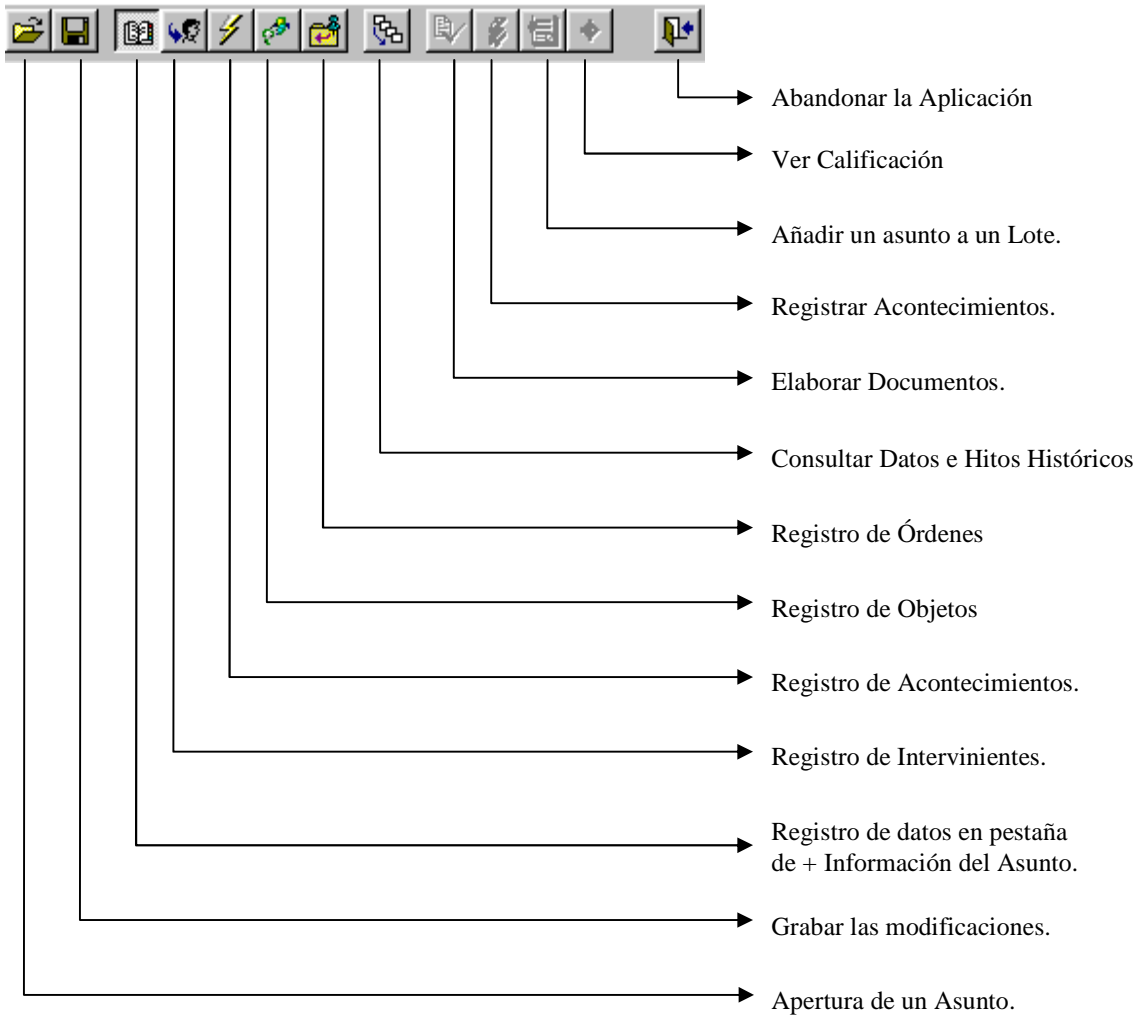 Abandonar la Aplicación
Ver Calificación
Añadir un asunto a un Lote.
Registrar Acontecimientos.
Elaborar Documentos.
Consultar Datos e Hitos Históricos
Registro de Órdenes
Registro de Objetos
Registro de Acontecimientos.
Registro de Intervinientes.
Registro de datos en pestaña
de + Información del Asunto.
Grabar las modificaciones.
Apertura de un Asunto.